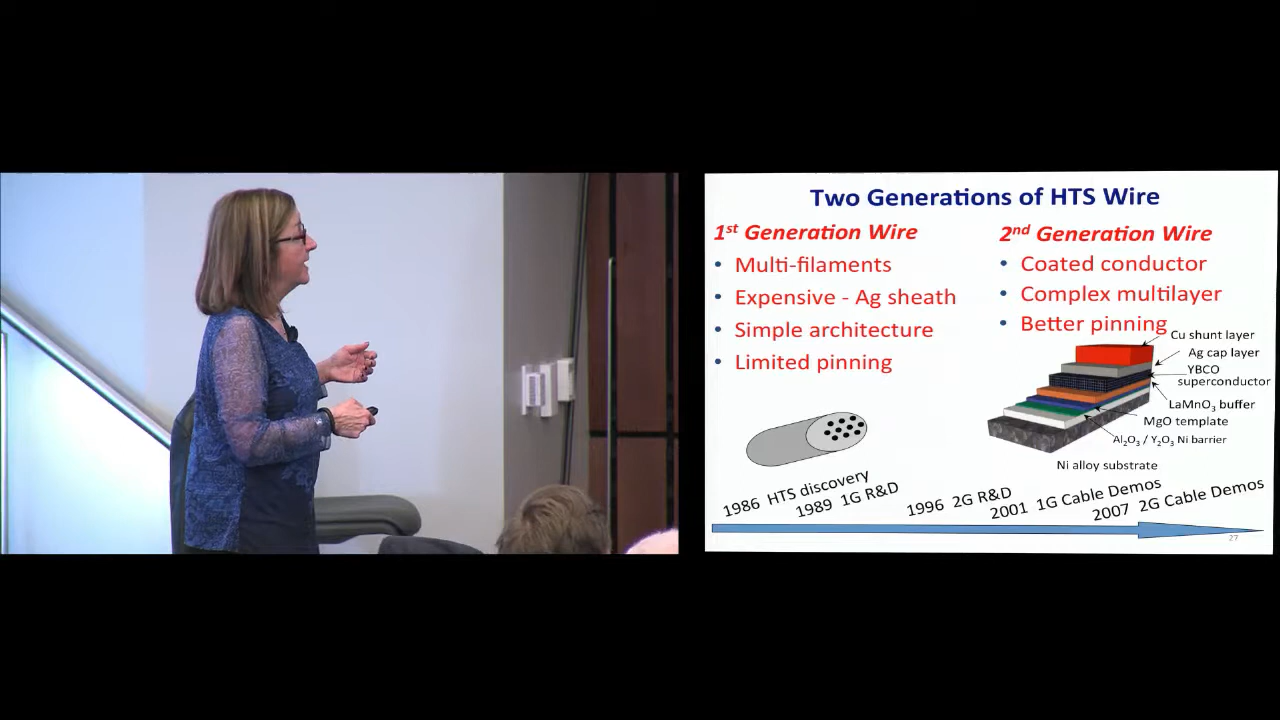 Two Generations of HTS Wire
1st Generation Wire
• Multi-filaments
• Expensive - Ag sheath
• Simple architecture
• Limited pinning
2nd Generation Wire
• Coated conductor
• Complex multilayer
• Better pinning
Cu shunt layer
Ag cap layer
YBCO
superconductor
LaMnO3 buffer
MgO template
Al2O3 / Y2O3 Ni barrier
Ni alloy substrate
1986 HTS discovery
1989 1G R&D
1996 2G R&D
2001 1G Cable Demos
2007 2G Cable Demos
27